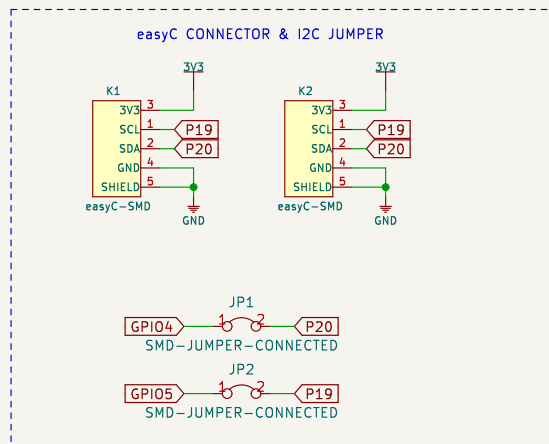 easyC CONNECTOR & I2C JUMPER
3V3 3V3
K1 K2
3V3 3 3V3 3
SCL 1 P19 SCL 1 P19
SDA 2 P20 SDA 2 P20
GND 4 GND 4
SHIELD 5 SHIELD 5
easyC-SMD GND easyC-SMD GND
JP1
GPIO4 1 2 P20
SMD-JUMPER-CONNECTED
JP2
GPIO5 1 2 P19
SMD-JUMPER-CONNECTED